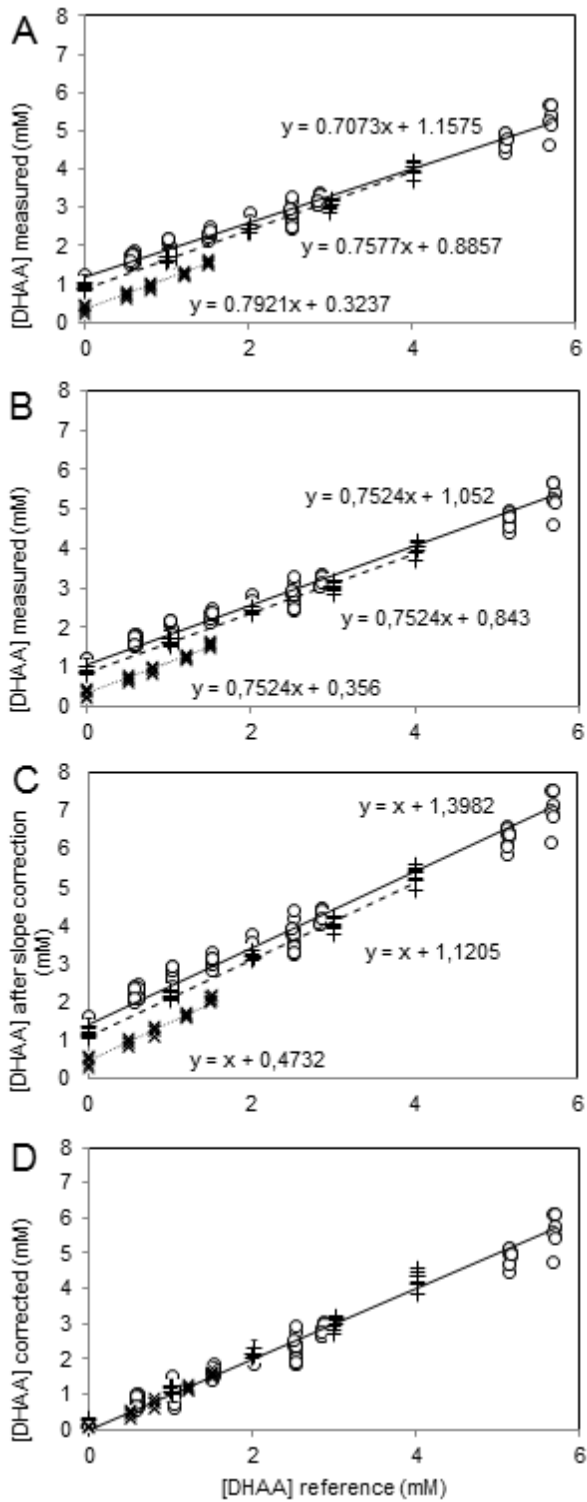 A
[DHAA] measured (mM)
8
7
6
5
4
3
2
1
0
y = 0.7073x + 1.1575
y = 0.7577x + 0.8857
y = 0.7921x + 0.3237
0 2 4 6
B
[DHAA] measured (mM)
8
7
6
5
4
3
2
1
0
y = 0,7524x + 1,052
y = 0,7524x + 0,843
y = 0,7524x + 0,356
0 2 4 6
C
[DHAA] after slope correction
(mM)
8
7
6
5
4
3
2
1
0
y = x + 1,3982
y = x + 1,1205
y = x + 0,4732
0 2 4 6
D
[DHAA] corrected (mM)
8
7
6
5
4
3
2
1
0
0 2 4 6
[DHAA] reference (mM)